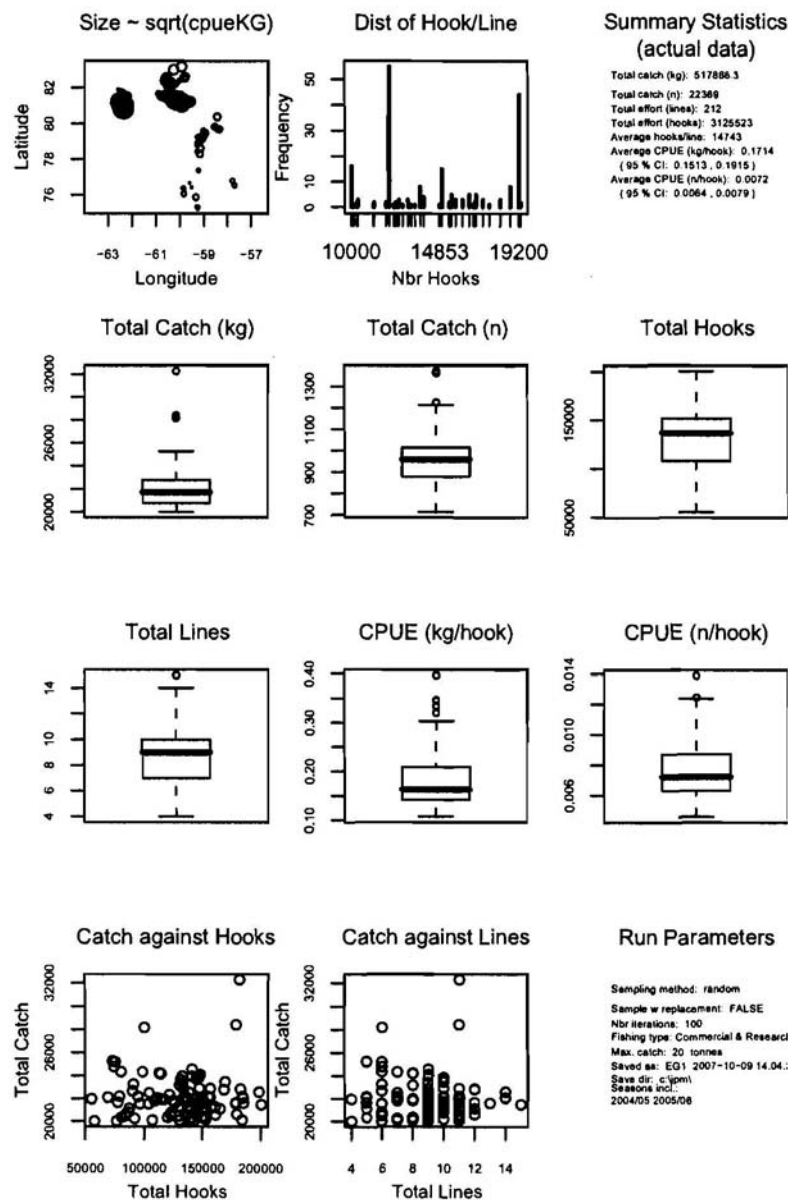 Size ~ sqrt(cpueKG)
Latitude
82
80
78
76
-63
-61
-59
-57
Longitude
Dist of Hook/Line
Frequency
50
30
10
0
10000
14853
19200
Nbr Hooks
Summary Statistics
(actual data)
Total catch (kg): 517886.3
Total catch (n): 22369
Total effort (lines): 212
Total effort (hooks): 3125523
Average hooks/line: 14743
Average CPUE (kg/hook): 0.1714
( 95 % CI: 0.1513 , 0.1915 )
Average CPUE (n/hook): 0.0072
( 95 % CI: 0.0064 , 0.0079 )
Total Catch (kg)
32000
26000
20000
Total Catch (n)
1300
1100
900
700
Total Hooks
150000
50000
Total Lines
14
10
8
6
4
CPUE (kg/hook)
0.40
0.30
0.20
0.10
CPUE (n/hook)
0.014
0.010
0.006
Catch against Hooks
Total Catch
32000
26000
20000
50000
100000
150000
200000
Total Hooks
Catch against Lines
Total Catch
32000
26000
20000
4
6
8
10
12
14
Total Lines
Run Parameters
Sampling method: random
Sample w replacement: FALSE
Nbr iterations: 100
Fishing type: Commercial & Research
Max. catch: 20 tonnes
Saved as: EG1 2007-10-09 14.04.
Save dir: c:\jpm\
Seasons incl.:
2004/05 2005/06